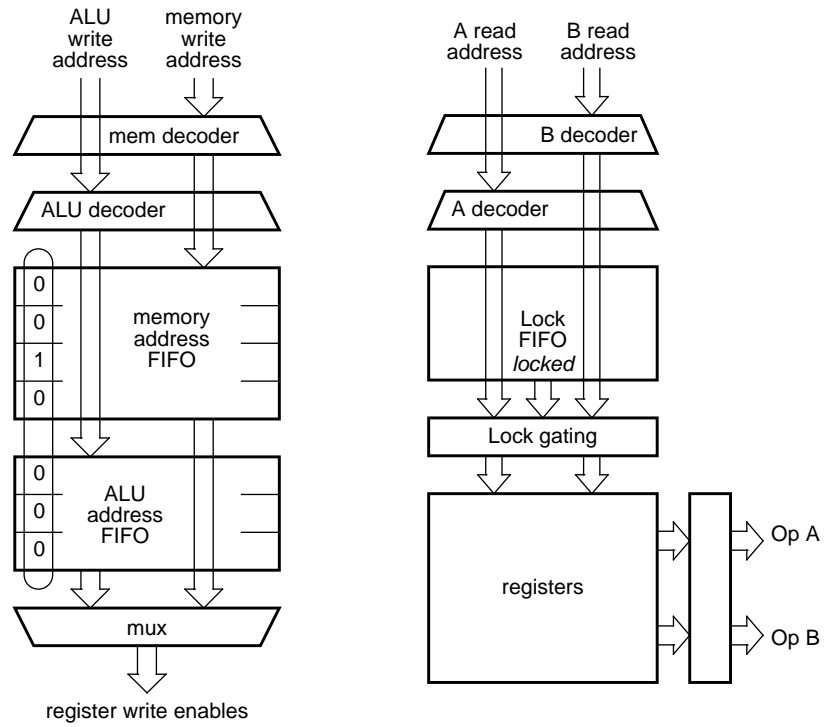 ALU
write
address
memory
write
address
mem decoder
ALU decoder
0
0
1
0
memory
address
FIFO
0
0
0
ALU
address
FIFO
mux
register write enables
A read
address
B read
address
B decoder
A decoder
Lock
FIFO
locked
Lock gating
registers
Op A
Op B